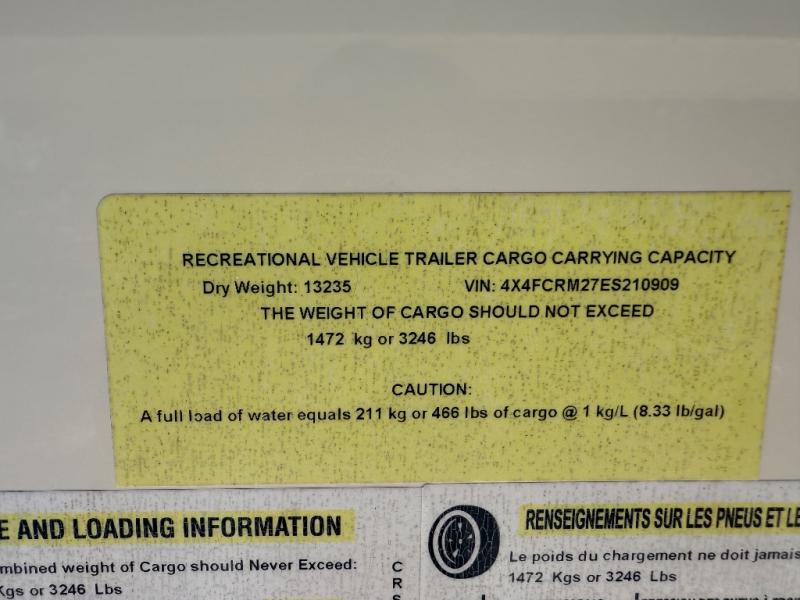 RECREATIONAL VEHICLE TRAILER CARGO CARRYING CAPACITY
Dry Weight: 13235 VIN: 4X4FCRM27ES210909
THE WEIGHT OF CARGO SHOULD NOT EXCEED
1472 kg or 3246 lbs
CAUTION:
A full load of water equals 211 kg or 466 lbs of cargo @ 1 kg/L (8.33 lb/gal)
E AND LOADING INFORMATION
mbined weight of Cargo should Never Exceed:
Kgs or 3246 Lbs
C
R
S
RENSEIGNEMENTS SUR LES PNEUS ET LE
Le poids du chargement ne doit jamais
1472 Kgs or 3246 Lbs